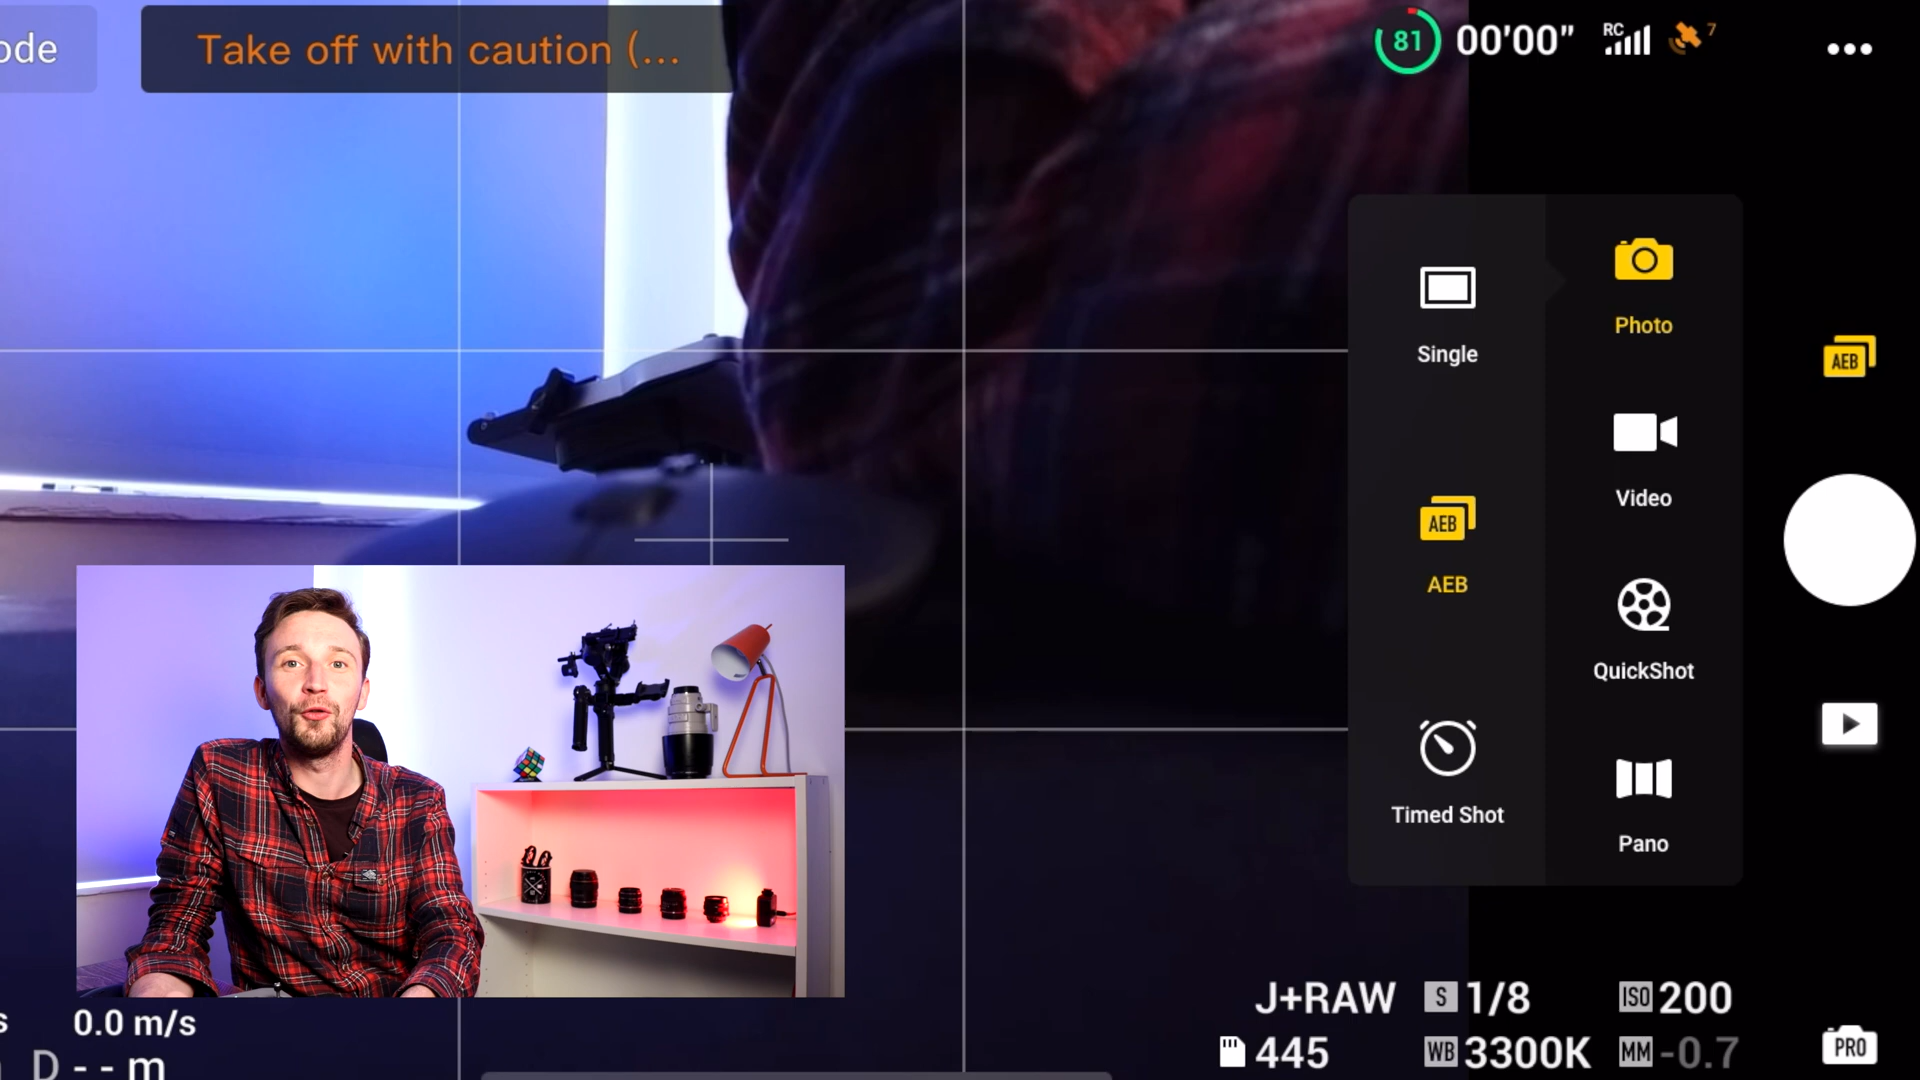 ode
Take off with caution (...
81
00'00"
RC
7
Single
Photo
AEB
Video
AEB
AEB
QuickShot
Timed Shot
Pano
J+RAW
S 1/8
ISO 200
445
WB 3300K
MM -0.7
PRO
s
0.0 m/s
D -- m